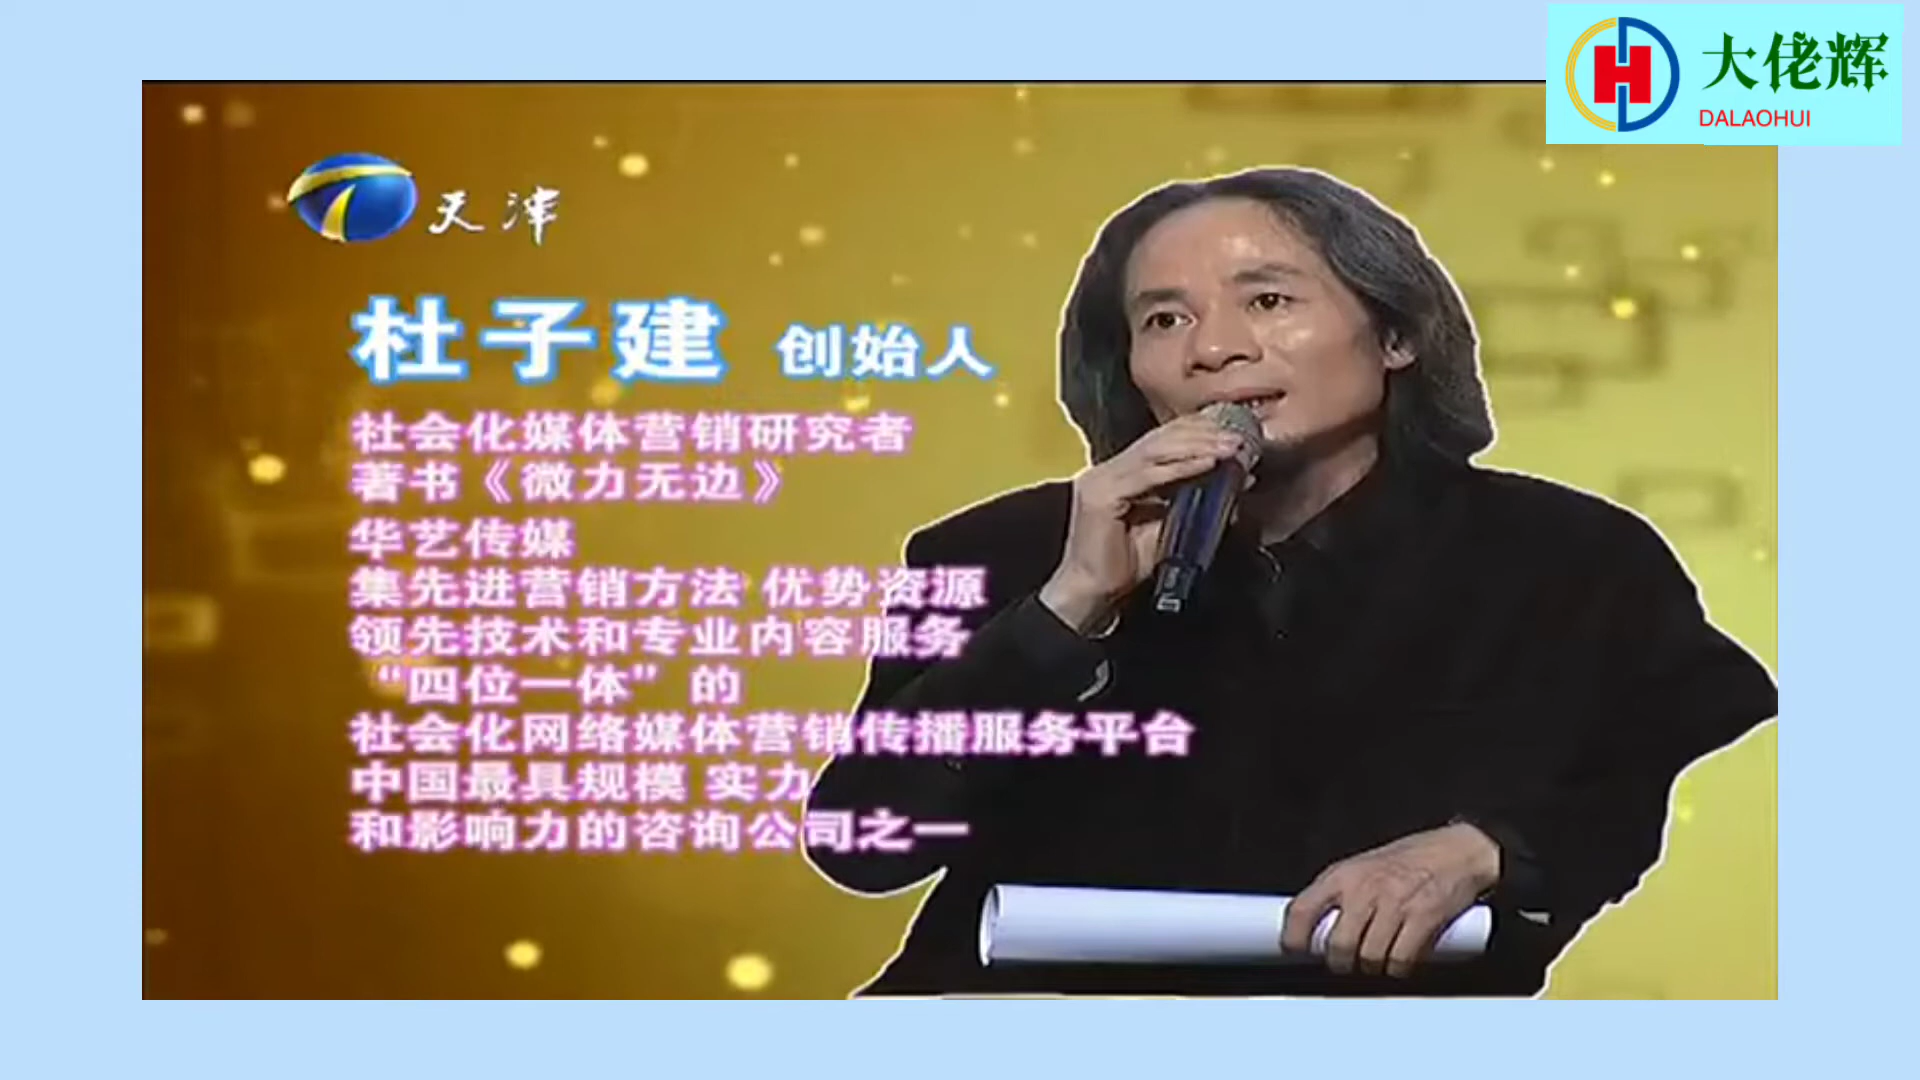 大佬辉
DALAOHUI
天津
杜子建 创始人
社会化媒体营销研究者
著书《微力无边》
华艺传媒
集先进营销方法 优势资源
领先技术和专业内容服务
“四位一体”的
社会化网络媒体营销传播服务平台
中国最具规模 实力
和影响力的咨询公司之一